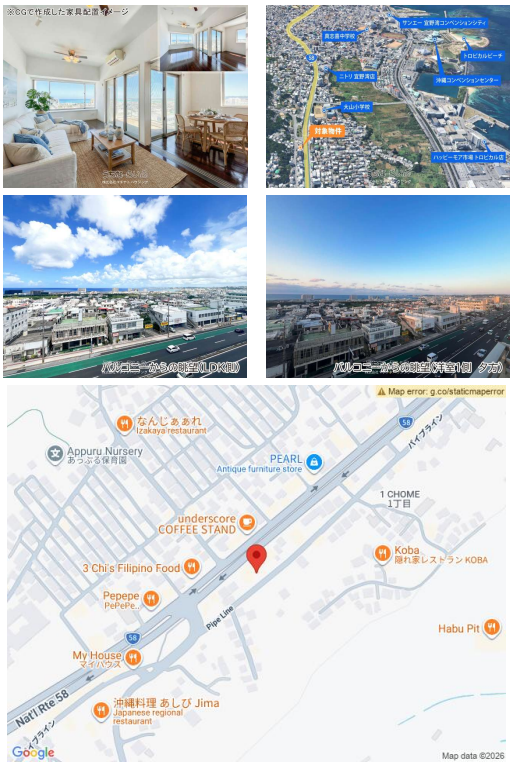 ※CGで作成した家具配置イメージ
サンエー 宜野湾コンベンションシティ
真志喜中学校
トロピカルビーチ
58
ニトリ 宜野湾店
沖縄コンベンションセンター
大山小学校
対象物件
ハッピーモア市場 トロピカル店
バルコニーからの眺望(LDK側)
バルコニーからの眺望(洋室1側 夕方)
Map error: g.co/staticmaperror
なんじぁぁれ
Izakaya restaurant
58
パイプライン
Appuru Nursery
あっぷる保育園
PEARL
Antique furniture store
1 CHOME
1丁目
underscore
COFFEE STAND
Koba
隠れ家レストラン KOBA
3 Chi's Filipino Food
Pepepe
PePePe...
Pipe Line
Habu Pit
58
My House
マイハウス
Nat'l Rte 58
沖縄料理 あしび Jima
Japanese regional
restaurant
パイプライン
Google
Map data ©2026